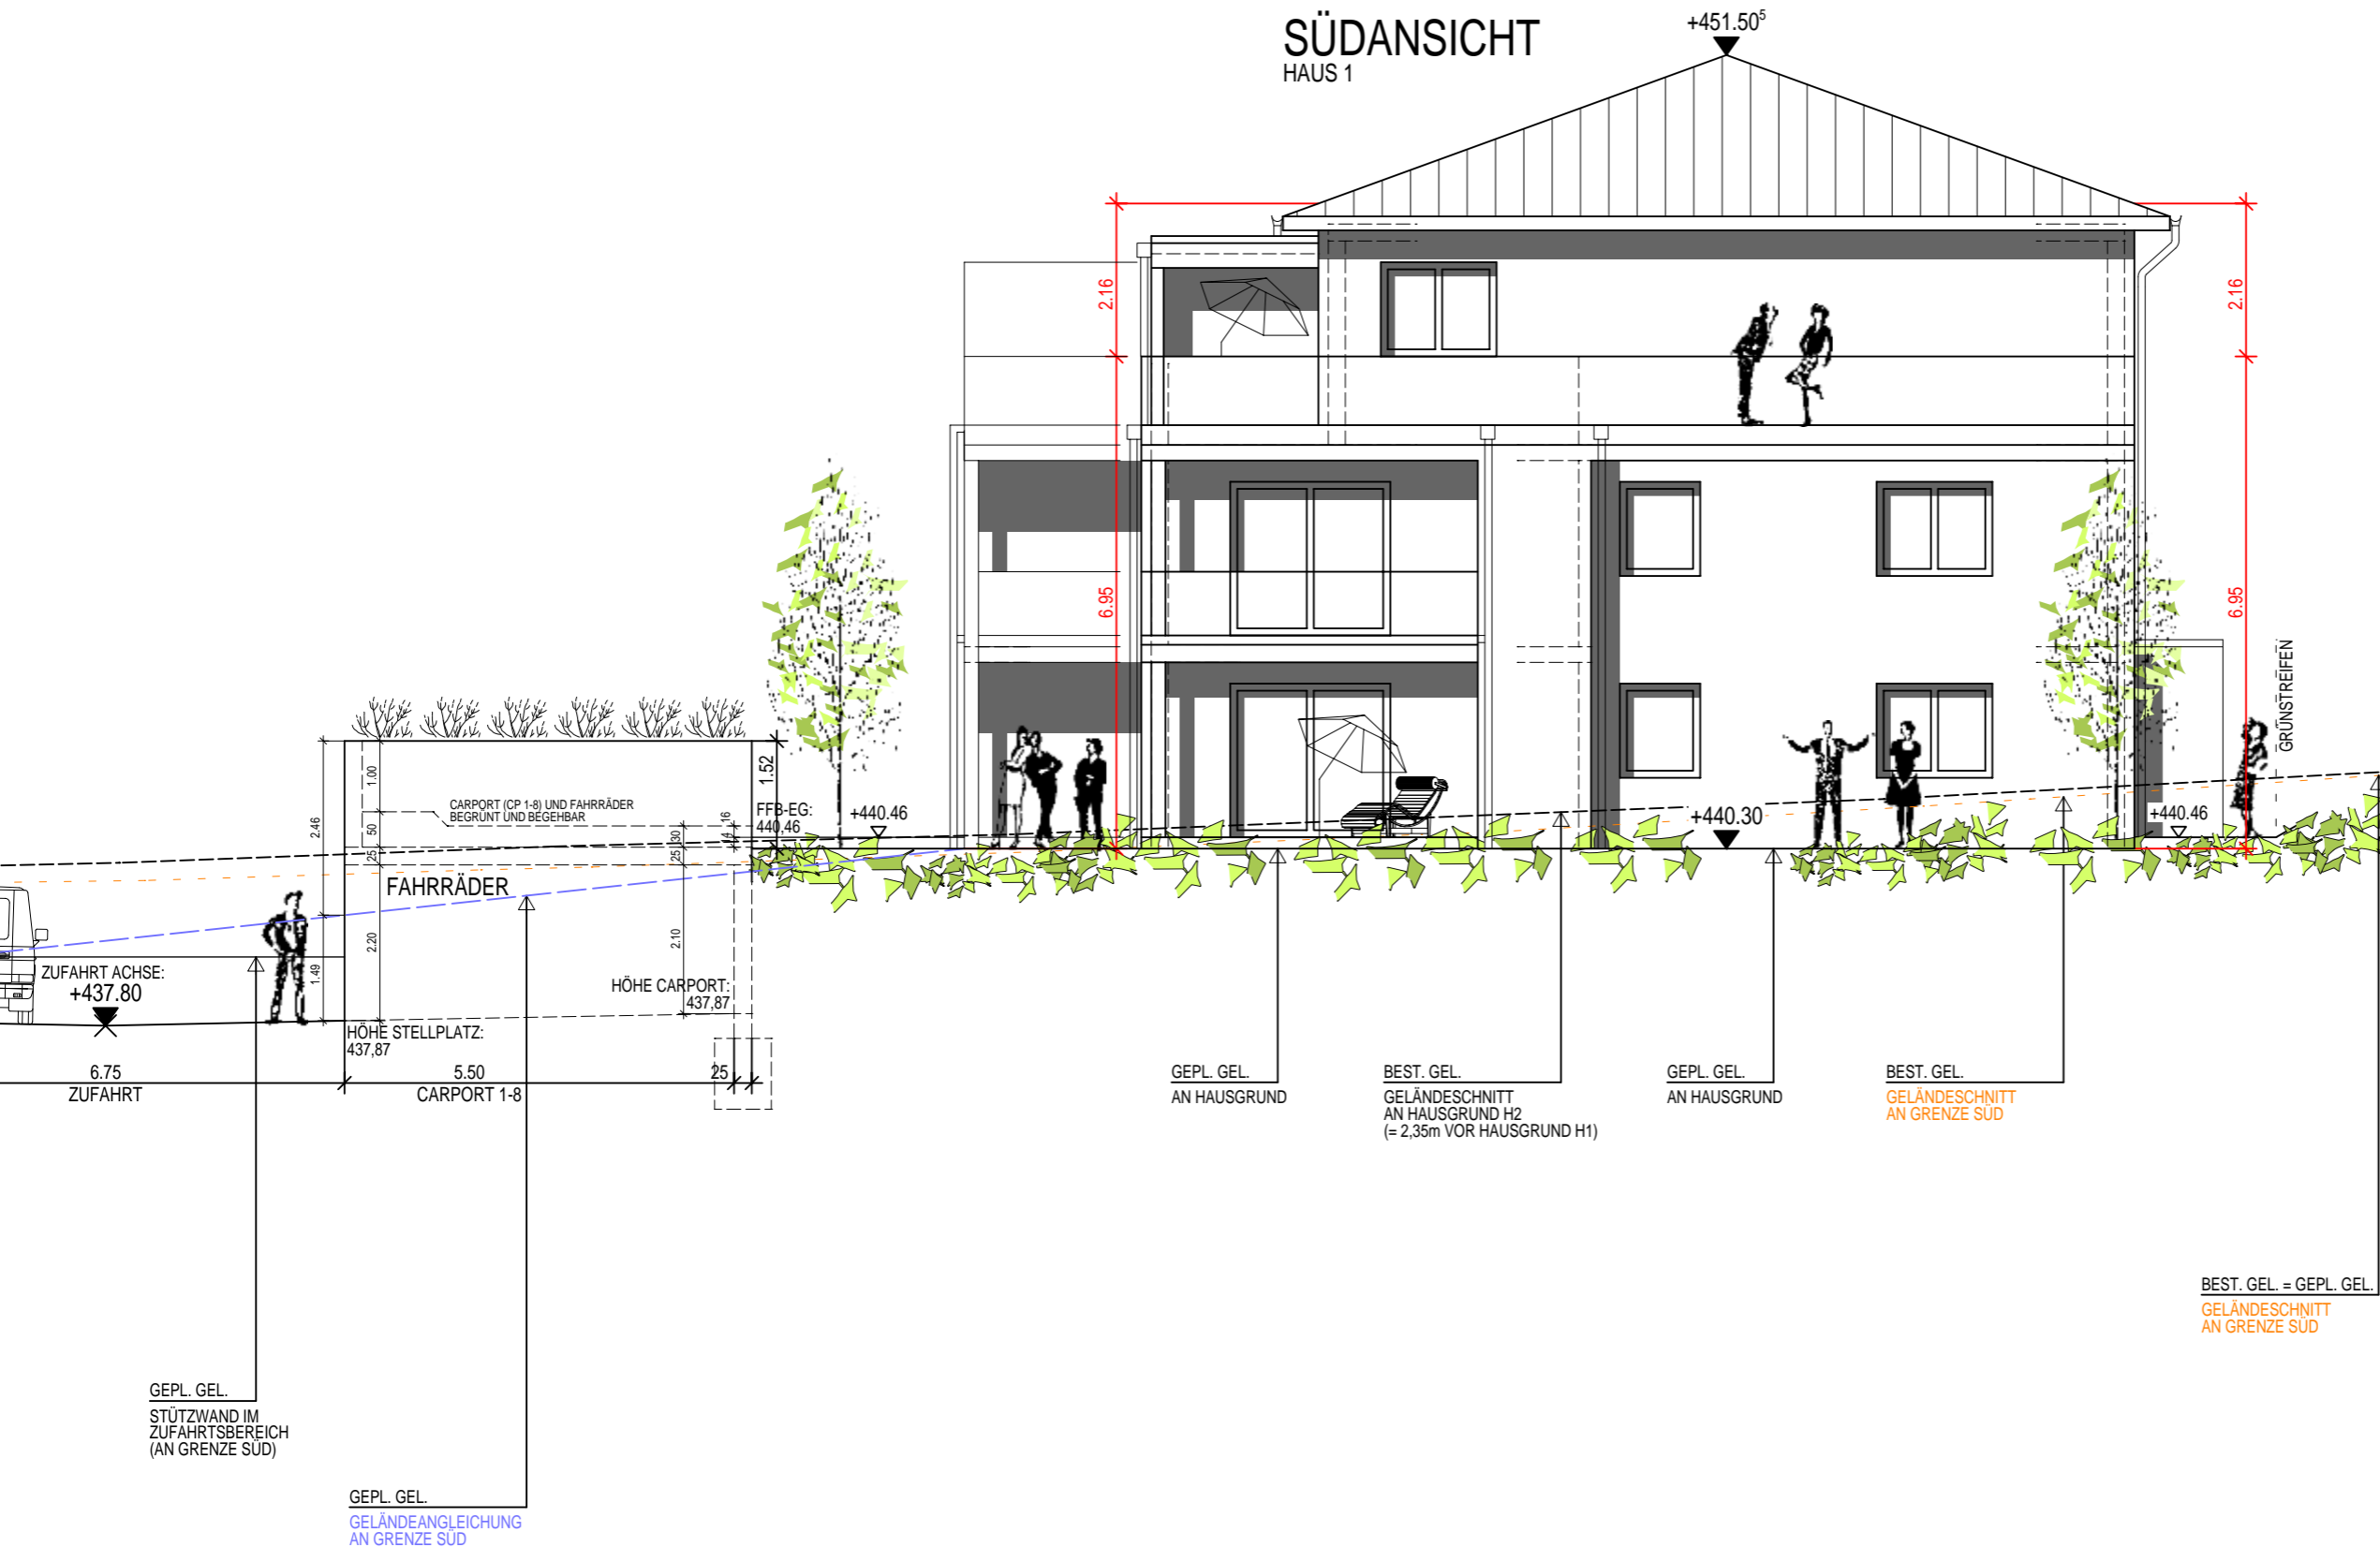 SÜDANSICHT
HAUS 1
+451.50⁵
2.16
2.16
6.95
6.95
GRÜNSTREIFEN
1.52
1.00
2.46
CARPORT (CP 1-8) UND FAHRRÄDER
BEGRÜNT UND BEGEHBAR
FFB-EG:
440,46
+440.46
+440.30
+440.46
50
25
16
14
30
25
FAHRRÄDER
2.20
2.10
1.49
ZUFAHRT ACHSE:
+437.80
HÖHE CARPORT:
437,87
HÖHE STELLPLATZ:
437,87
6.75
ZUFAHRT
5.50
CARPORT 1-8
25
GEPL. GEL.
AN HAUSGRUND
BEST. GEL.
GELÄNDESCHNITT
AN HAUSGRUND H2
(= 2,35m VOR HAUSGRUND H1)
GEPL. GEL.
AN HAUSGRUND
BEST. GEL.
GELÄNDESCHNITT
AN GRENZE SÜD
BEST. GEL. = GEPL. GEL.
GELÄNDESCHNITT
AN GRENZE SÜD
GEPL. GEL.
STÜTZWAND IM
ZUFAHRTSBEREICH
(AN GRENZE SÜD)
GEPL. GEL.
GELÄNDEANGLEICHUNG
AN GRENZE SÜD